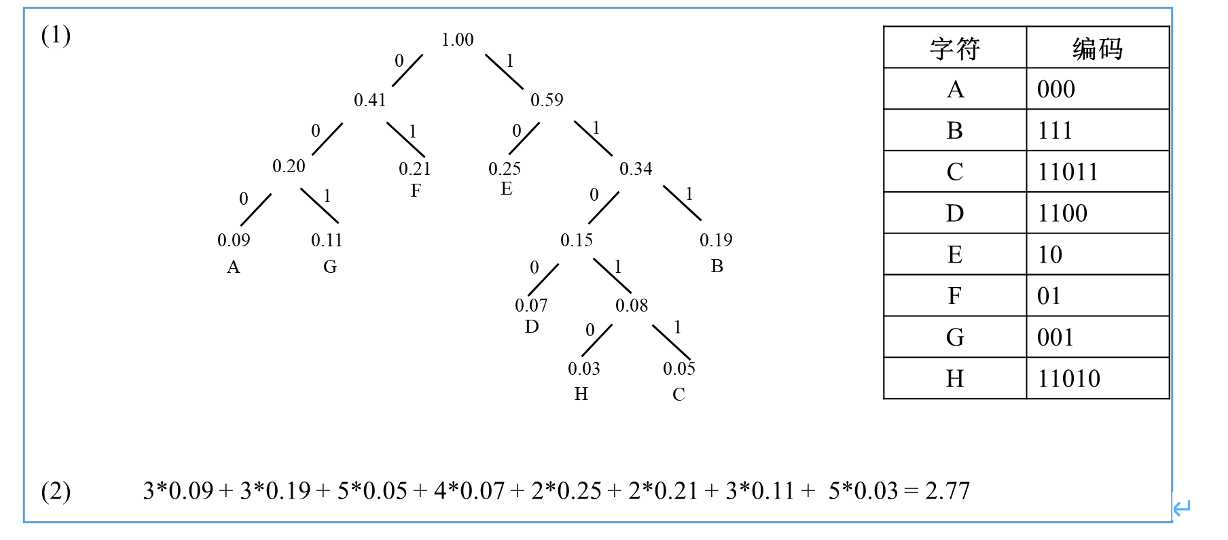 (1)
1.00
0 1
0.41 0.59
0 1 0 1
0.20 0.21 0.25 0.34
F E
0 1 0 1
0.09 0.11 0.15 0.19
A G B
0 1
0.07 0.08
D
0 1
0.03 0.05
H C
字符 编码
A 000
B 111
C 11011
D 1100
E 10
F 01
G 001
H 11010
(2) 3*0.09 + 3*0.19 + 5*0.05 + 4*0.07 + 2*0.25 + 2*0.21 + 3*0.11 + 5*0.03 = 2.77